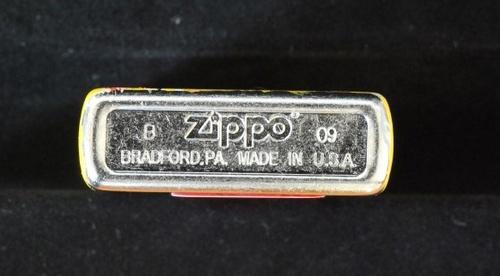 B Zippo® 09
BRADFORD.PA. MADE IN U.S.A.